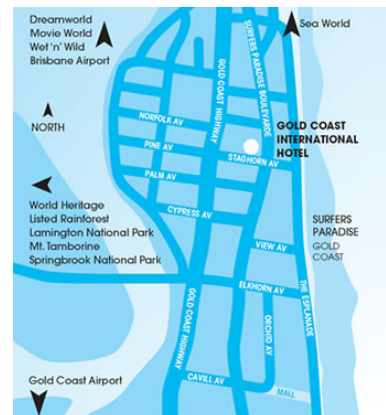 Dreamworld
Movie World
Wet 'n' Wild
Brisbane Airport
Sea World
SURFERS PARADISE BOULEVARDE
GOLD COAST HIGHWAY
NORFOLK AV
NORTH
GOLD COAST
INTERNATIONAL
HOTEL
PINE AV
STAGHORN AV
PALM AV
World Heritage
Listed Rainforest
Lamington National Park
Mt. Tamborine
Springbrook National Park
CYPRESS AV
SURFERS
PARADISE
GOLD
COAST
VIEW AV
ELKHORN AV
THE ESPLANADE
GOLD COAST HIGHWAY
ORCHID AV
Gold Coast Airport
CAVILL AV
MALL